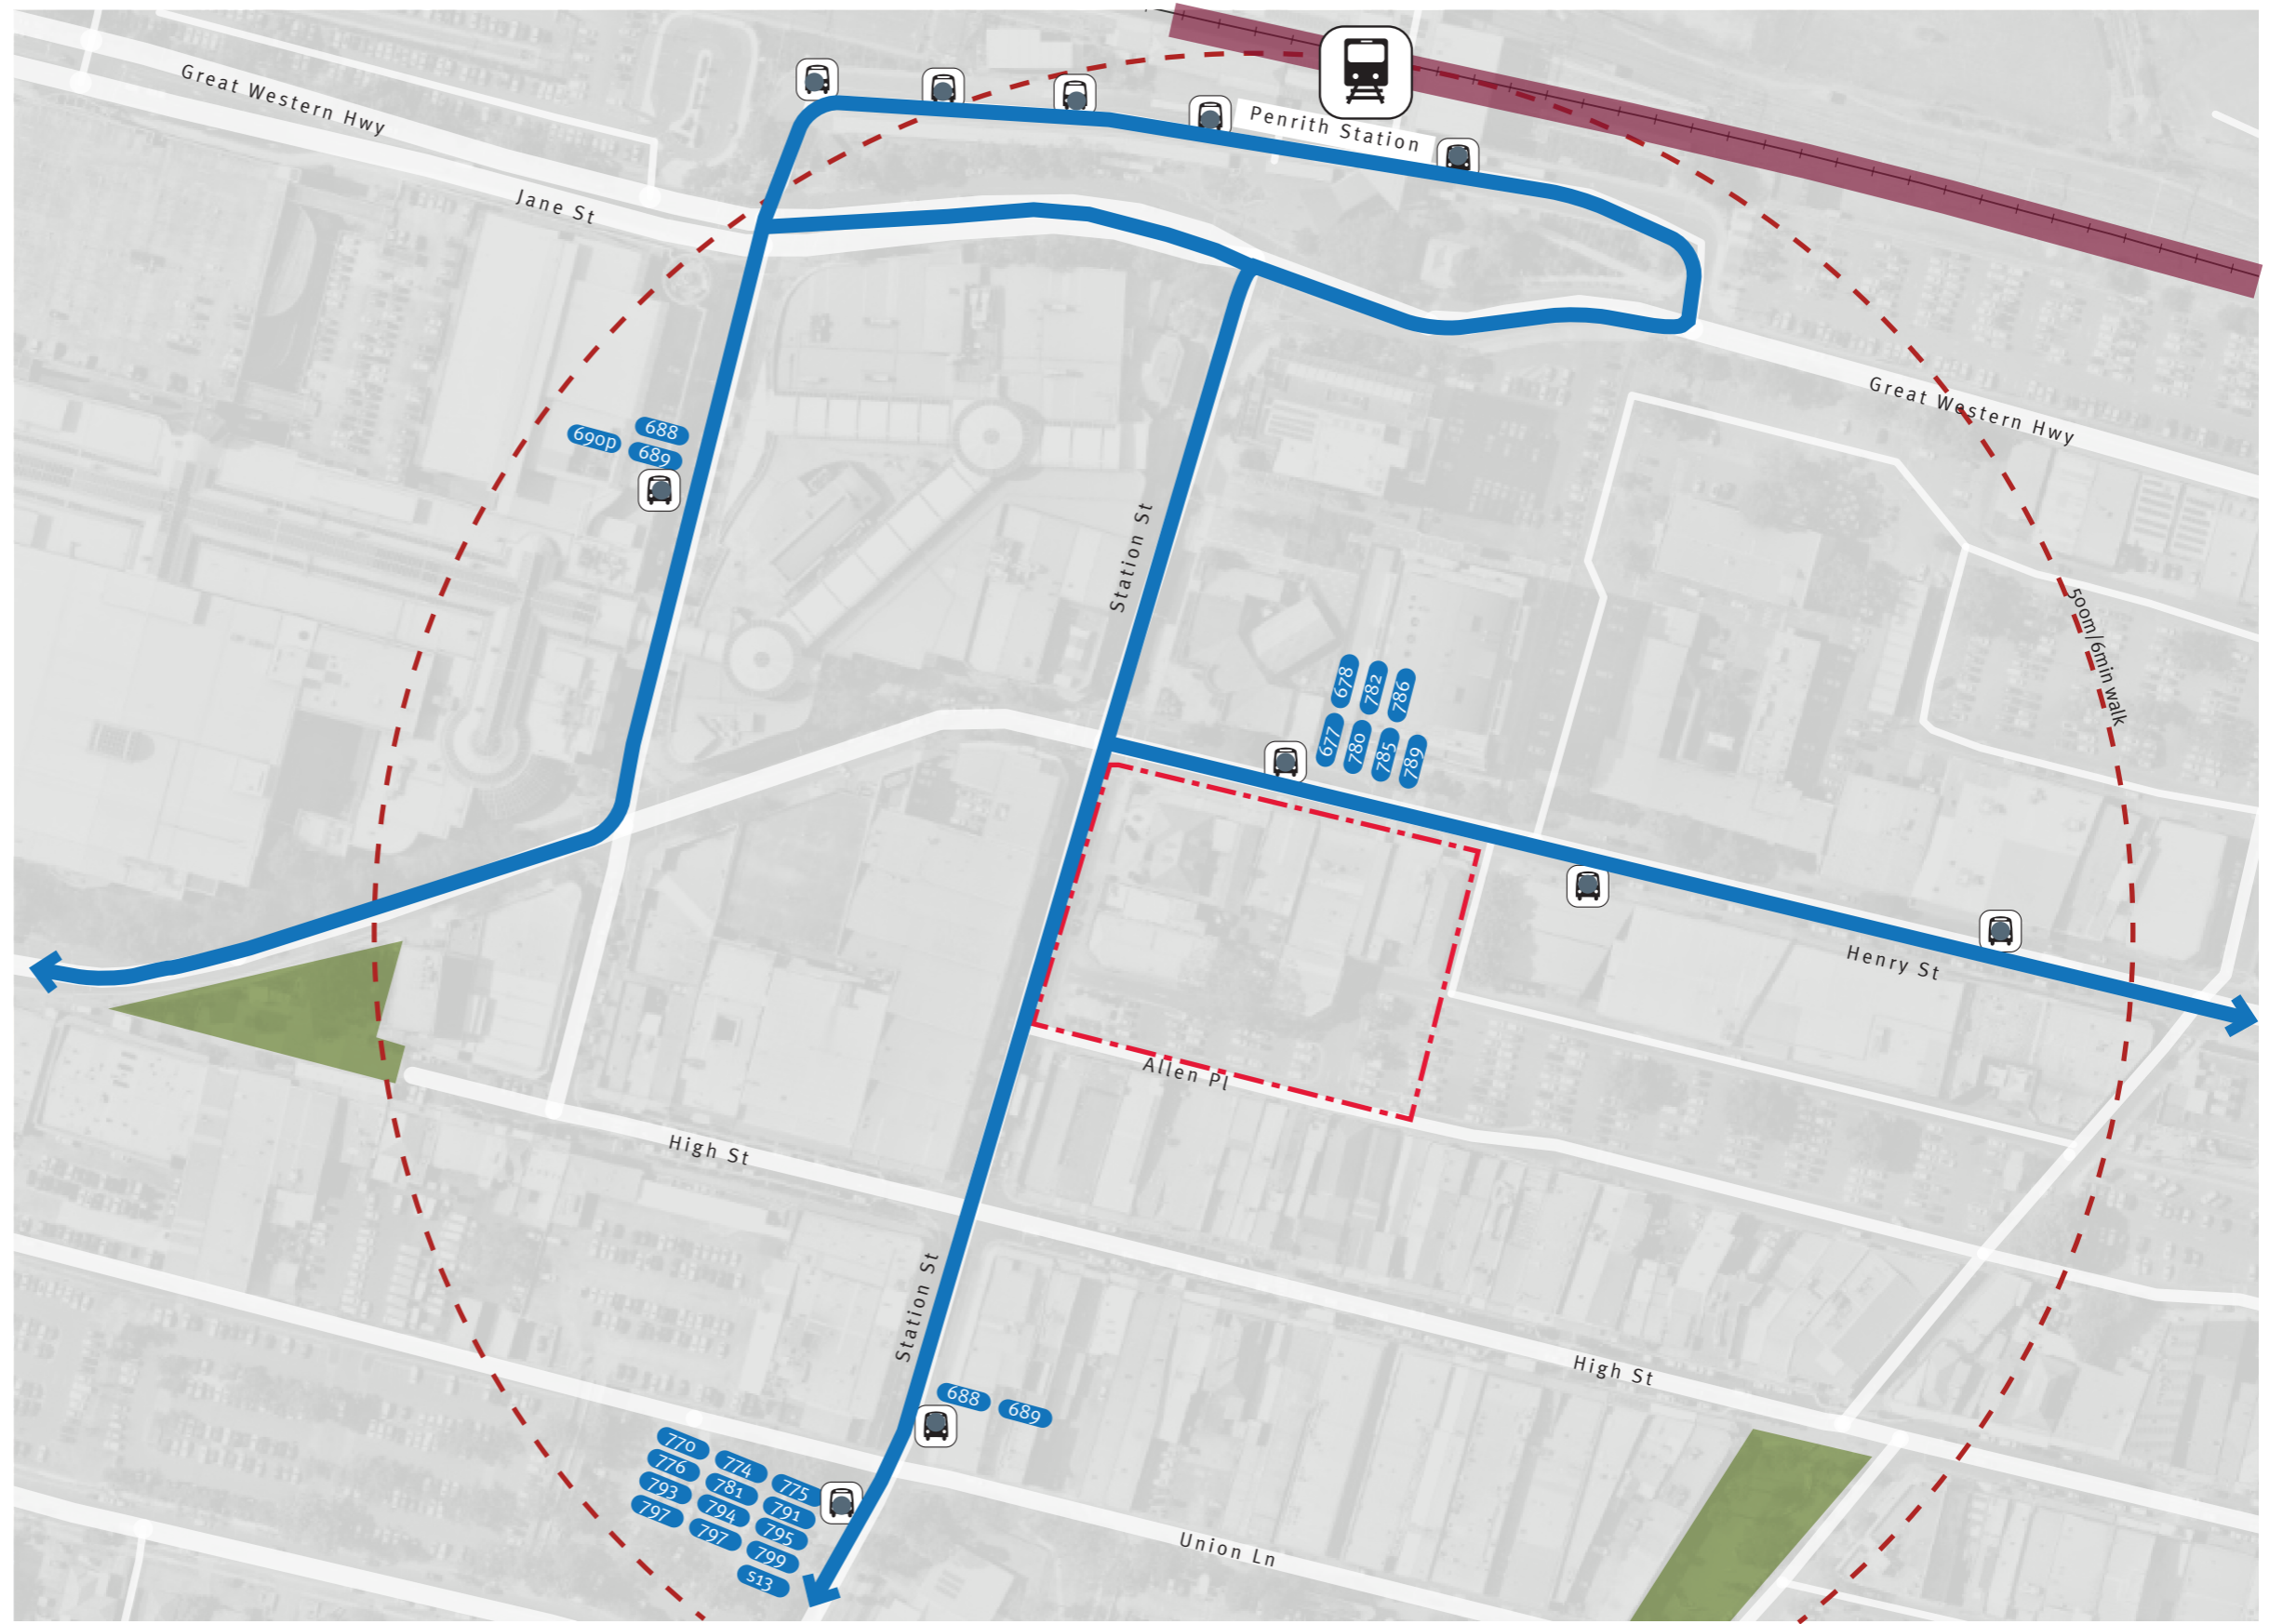 Great Western Hwy
Penrith Station
Jane St
Great Western Hwy
688
690p
689
Station St
500m/6min walk
678
782
786
677
780
785
789
Henry St
Allen Pl
High St
Station St
High St
688
689
770
774
775
776
781
791
793
794
795
797
797
799
S13
Union Ln